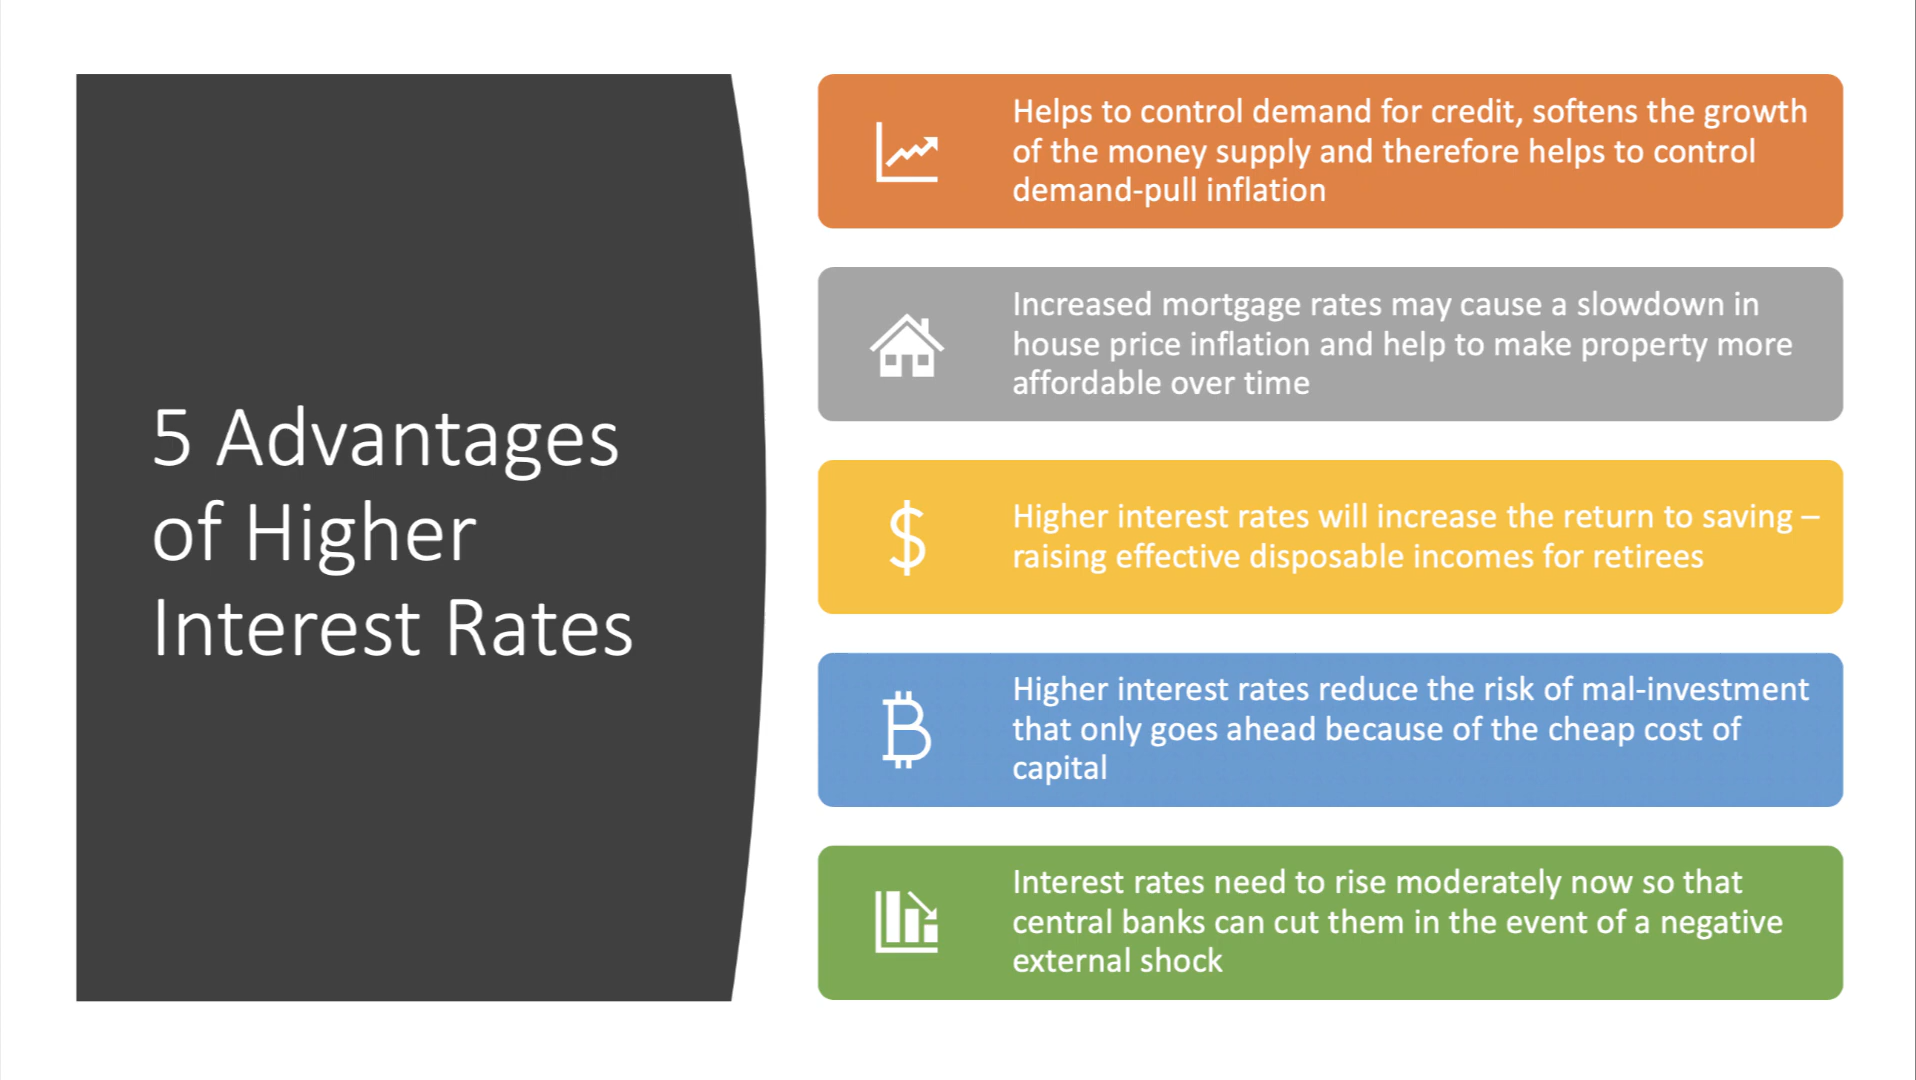 5 Advantages
of Higher
Interest Rates
Helps to control demand for credit, softens the growth
of the money supply and therefore helps to control
demand-pull inflation
Increased mortgage rates may cause a slowdown in
house price inflation and help to make property more
affordable over time
Higher interest rates will increase the return to saving –
raising effective disposable incomes for retirees
Higher interest rates reduce the risk of mal-investment
that only goes ahead because of the cheap cost of
capital
Interest rates need to rise moderately now so that
central banks can cut them in the event of a negative
external shock